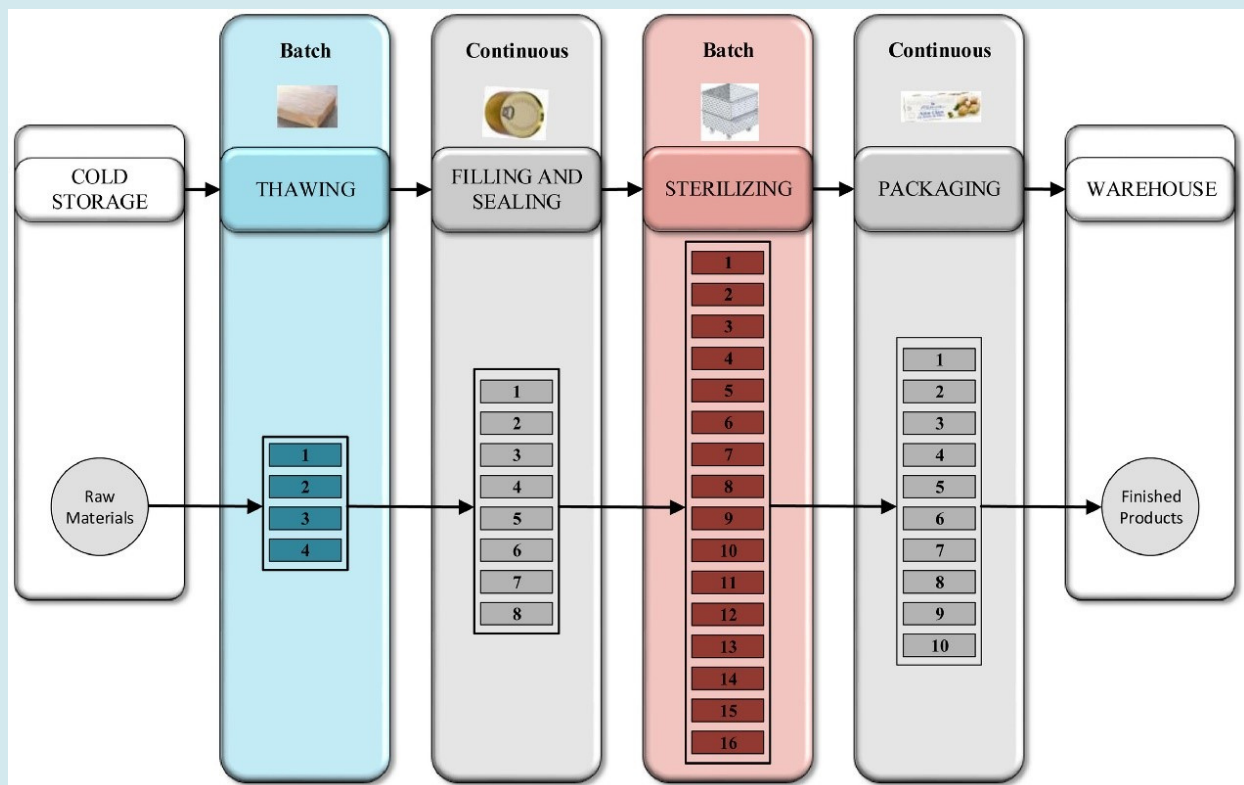 Batch
Continuous
Batch
Continuous
COLD
STORAGE
THAWING
FILLING AND
SEALING
STERILIZING
PACKAGING
WAREHOUSE
Raw
Materials
1
2
3
4
1
2
3
4
5
6
7
8
1
2
3
4
5
6
7
8
9
10
11
12
13
14
15
16
1
2
3
4
5
6
7
8
9
10
Finished
Products